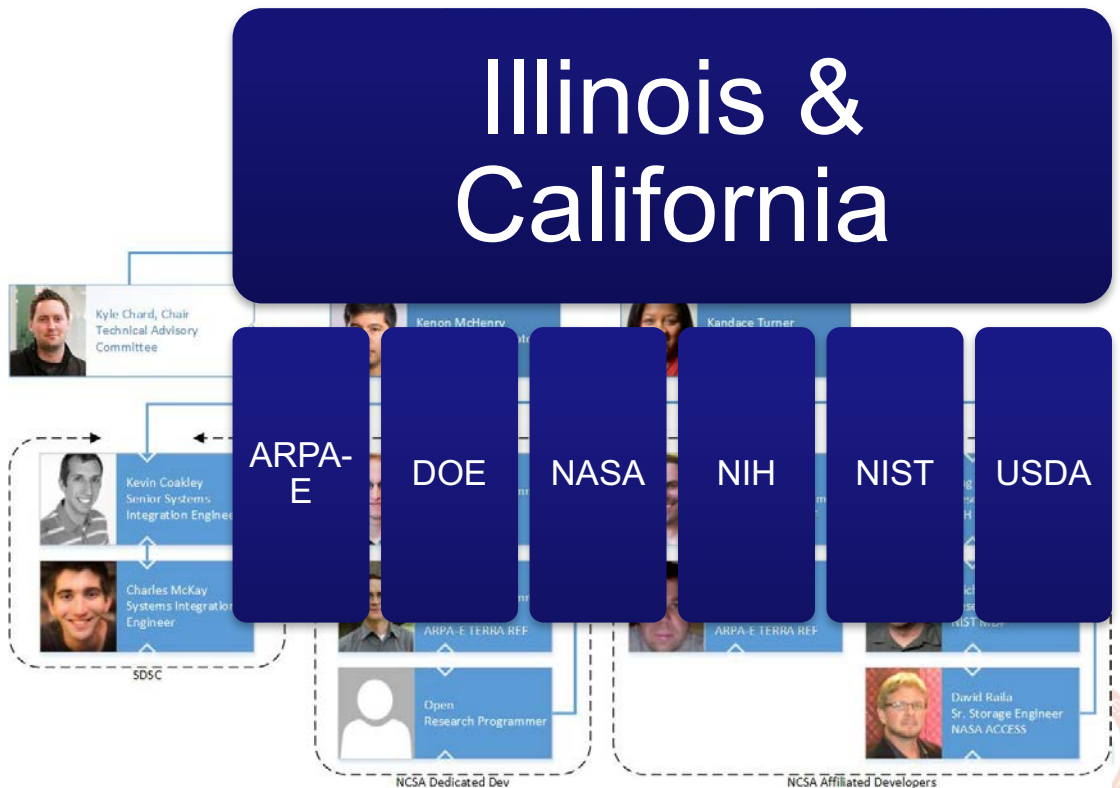 Illinois &
California
Kyle Chard, Chair
Technical Advisory
Committee
Kenon McHenry
Kandace Turner
ARPA-
E
DOE
NASA
NIH
NIST
USDA
Kevin Coakley
Senior Systems
Integration
Charles McKay
Systems Integration
Engineer
ARPA-E TERRA REF
ARPA-E TERRA REF
NIST
SDSC
Open
Research Programmer
David Raila
Sr. Storage Engineer
NASA ACCESS
NCSA Dedicated Dev
NCSA Affiliated Developers